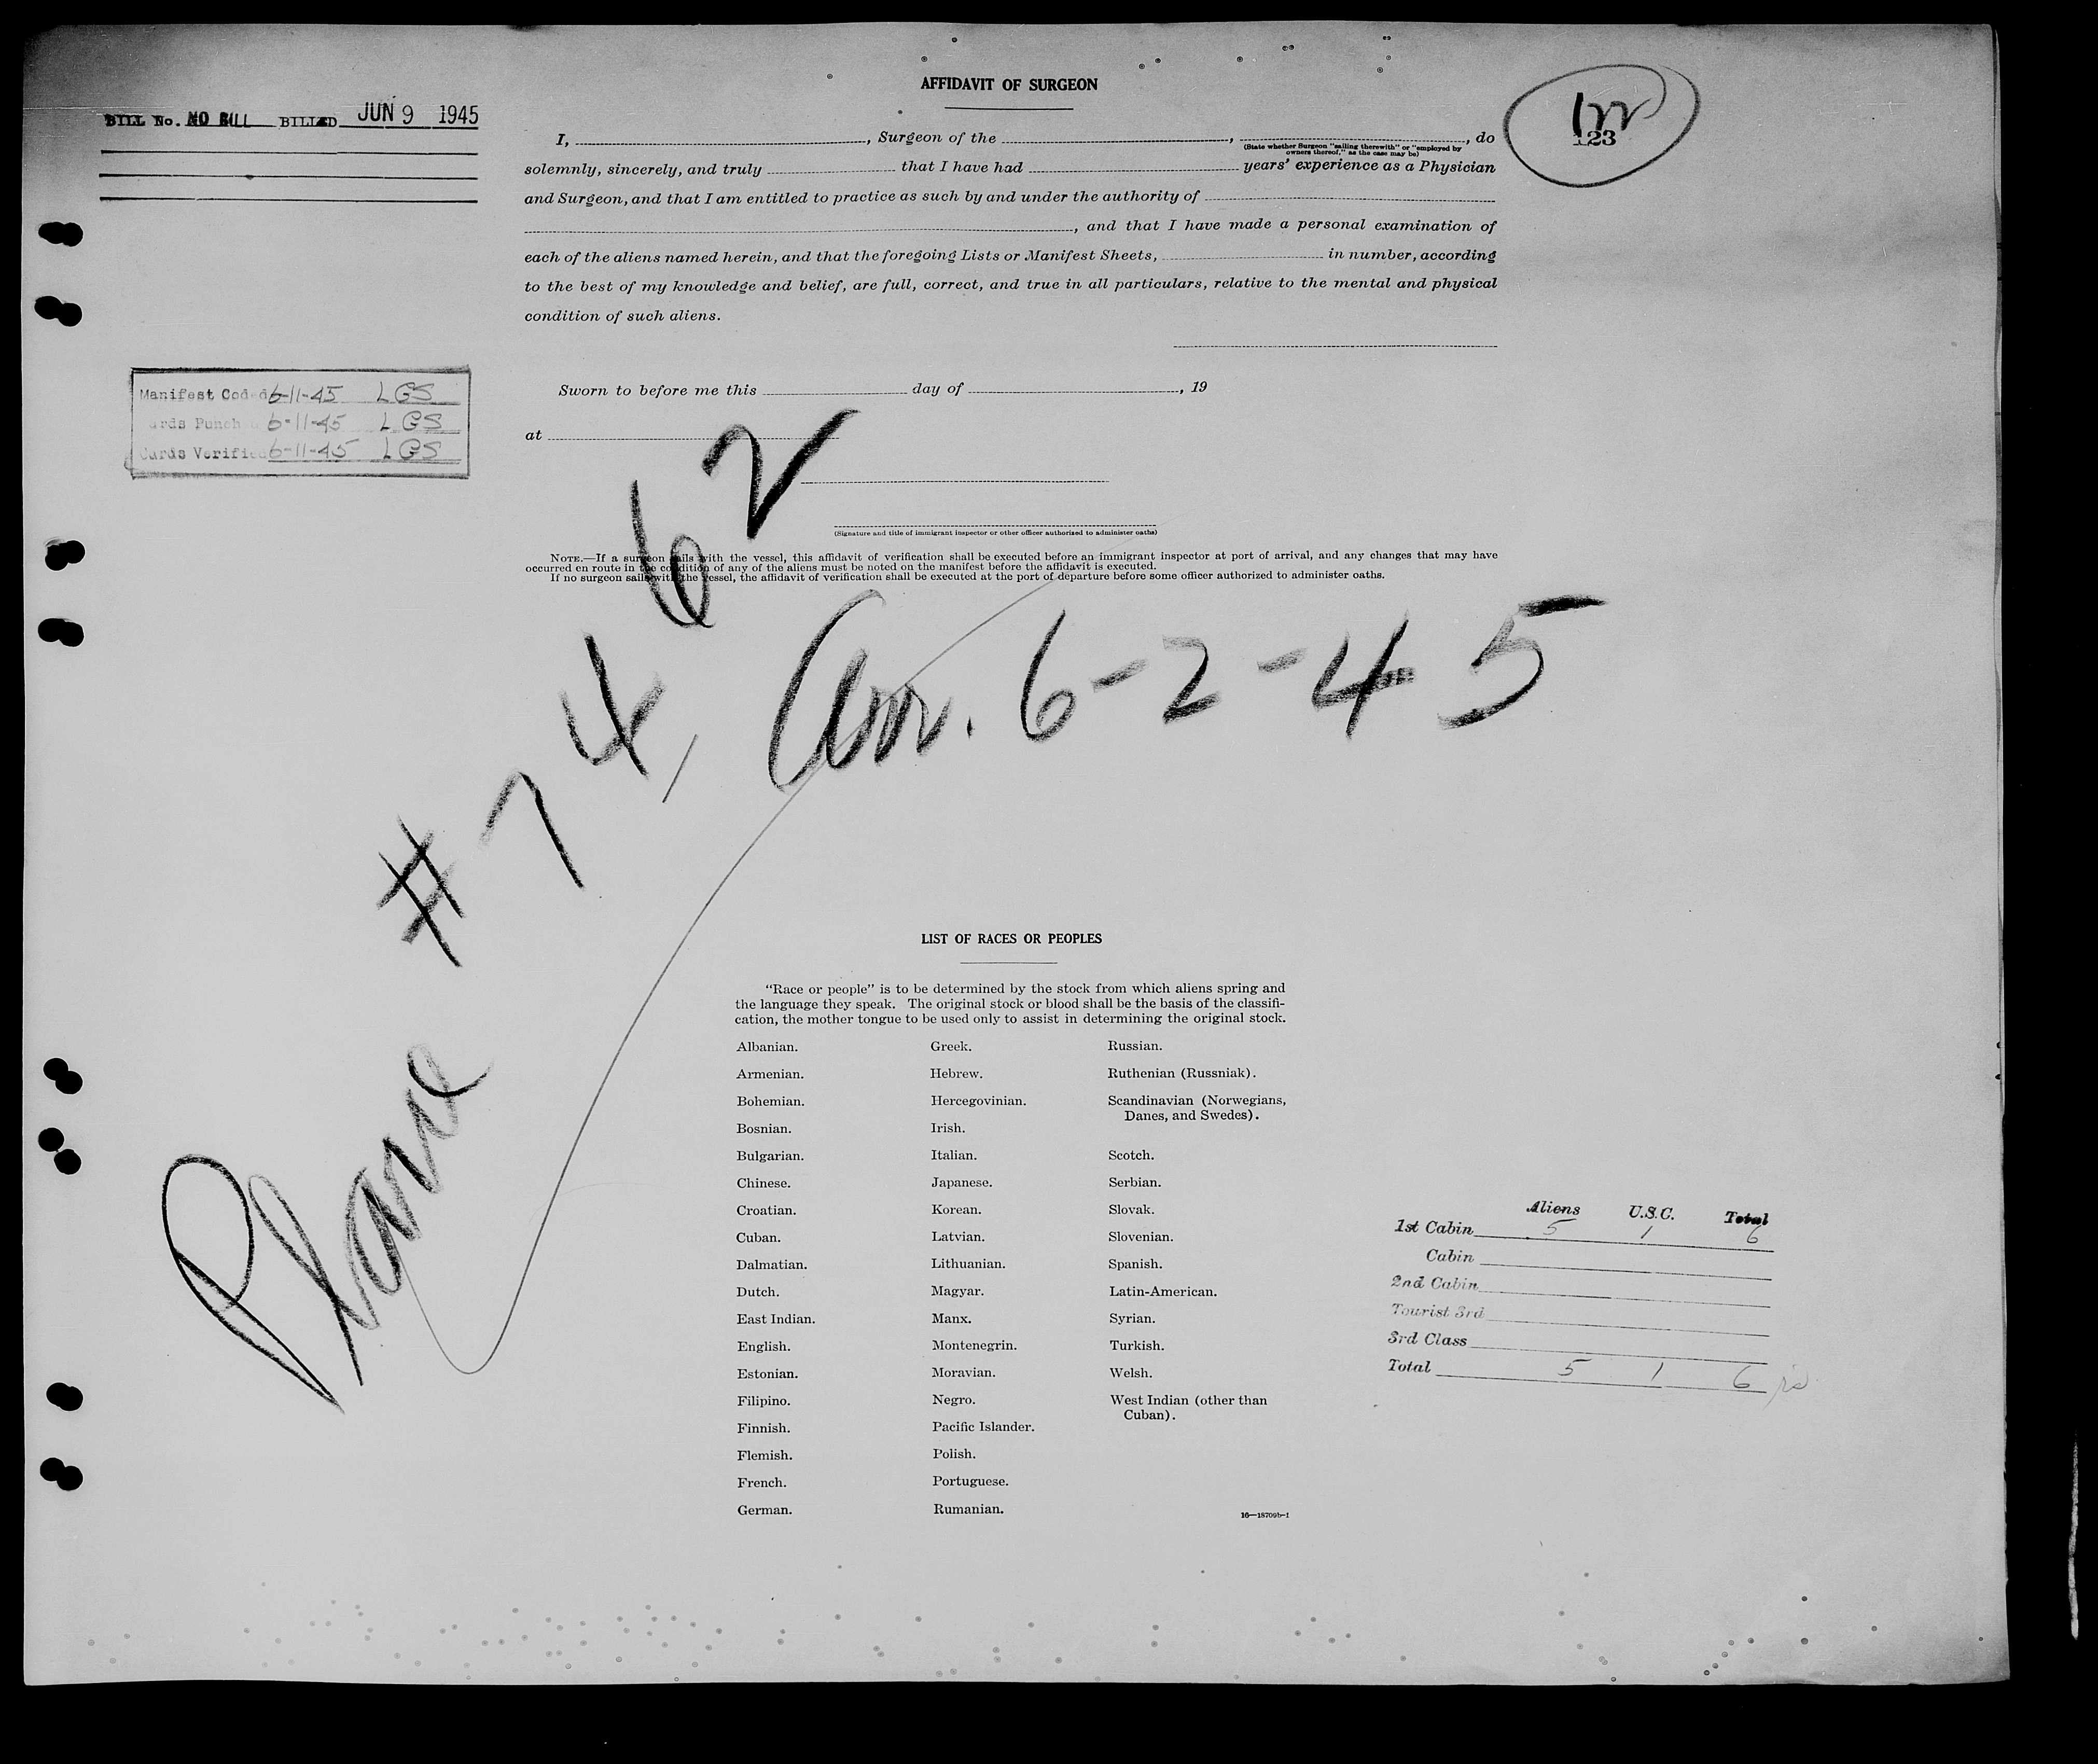 AFFIDAVIT OF SURGEON
BILL No. NO BILL BILLED JUN 9 1945
123
I, , Surgeon of the , , do
(State whether Surgeon "sailing therewith" or "employed by
owners thereof," as the case may be)
solemnly, sincerely, and truly that I have had years' experience as a Physician
and Surgeon, and that I am entitled to practice as such by and under the authority of
, and that I have made a personal examination of
each of the aliens named herein, and that the foregoing Lists or Manifest Sheets, in number, according
to the best of my knowledge and belief, are full, correct, and true in all particulars, relative to the mental and physical
condition of such aliens.
Manifest Coded 6-11-45 LGS
ards Punch 6-11-45 LGS
Cards Verified 6-11-45 LGS
Sworn to before me this day of , 19
at
(Signature and title of immigrant inspector or other officer authorized to administer oaths)
NOTE.—If a surgeon sails with the vessel, this affidavit of verification shall be executed before an immigrant inspector at port of arrival, and any changes that may have
occurred en route in the condition of any of the aliens must be noted on the manifest before the affidavit is executed.
If no surgeon sails with the vessel, the affidavit of verification shall be executed at the port of departure before some officer authorized to administer oaths.
Plane #7462
Arr. 6-2-45
LIST OF RACES OR PEOPLES
"Race or people" is to be determined by the stock from which aliens spring and
the language they speak. The original stock or blood shall be the basis of the classifi-
cation, the mother tongue to be used only to assist in determining the original stock.
Albanian.
Armenian.
Bohemian.
Bosnian.
Bulgarian.
Chinese.
Croatian.
Cuban.
Dalmatian.
Dutch.
East Indian.
English.
Estonian.
Filipino.
Finnish.
Flemish.
French.
German.
Greek.
Hebrew.
Hercegovinian.
Irish.
Italian.
Japanese.
Korean.
Latvian.
Lithuanian.
Magyar.
Manx.
Montenegrin.
Moravian.
Negro.
Pacific Islander.
Polish.
Portuguese.
Rumanian.
Russian.
Ruthenian (Russniak).
Scandinavian (Norwegians,
Danes, and Swedes).
Scotch.
Serbian.
Slovak.
Slovenian.
Spanish.
Latin-American.
Syrian.
Turkish.
Welsh.
West Indian (other than
Cuban).
16—18709b-1
Aliens U.S.C. Total
1st Cabin 5 1 6
Cabin
2nd Cabin
Tourist 3rd
3rd Class
Total 5 1 6